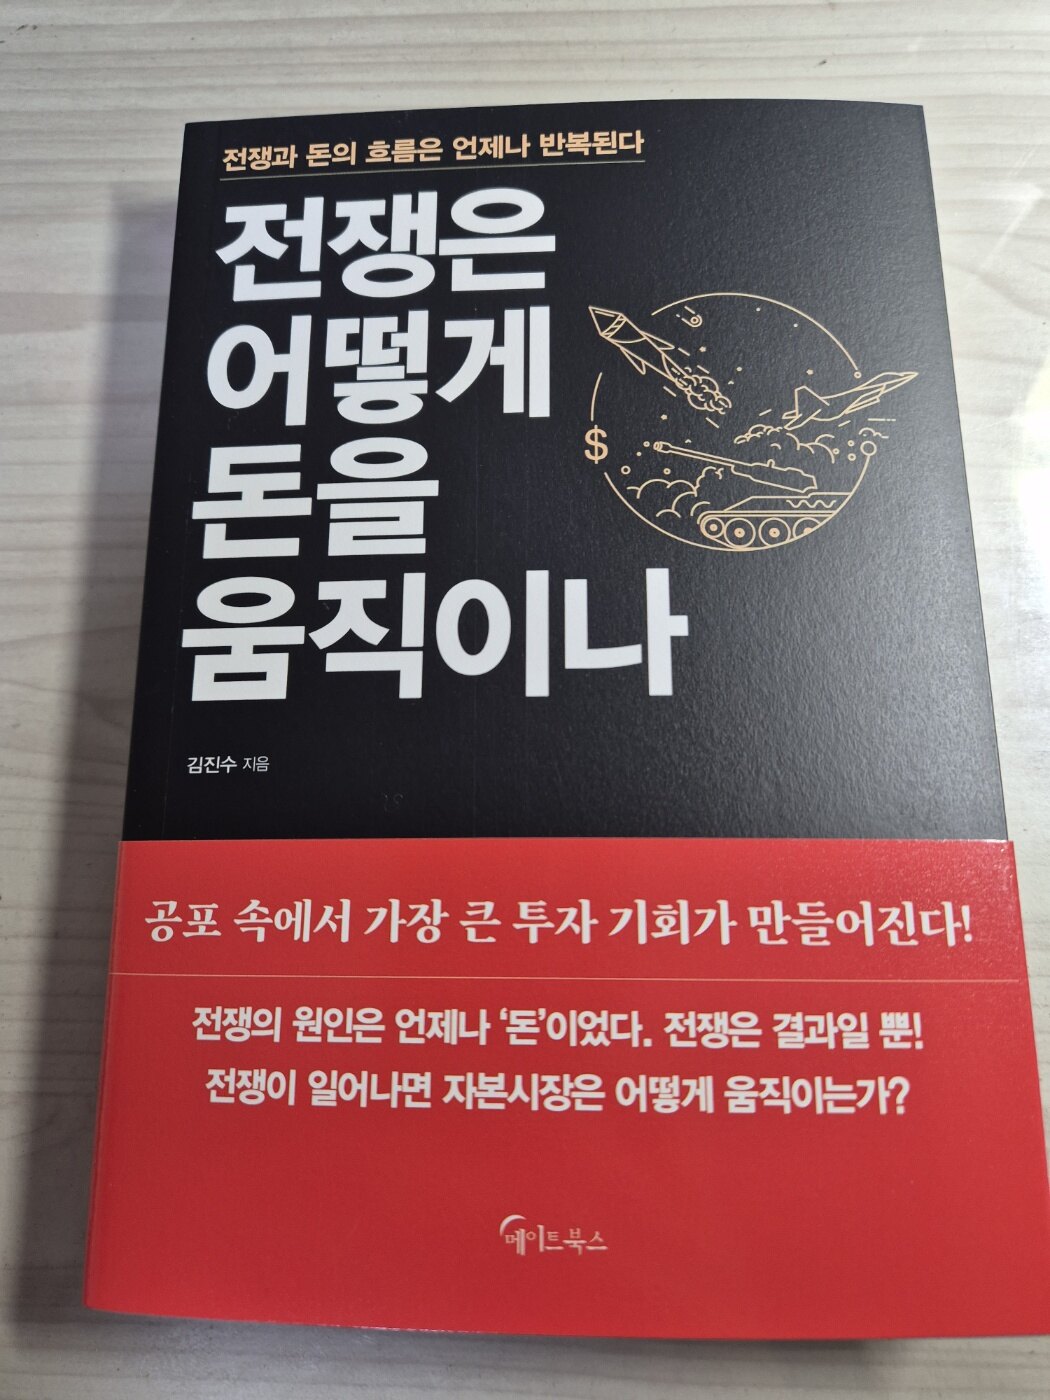 전쟁과 돈의 흐름은 언제나 반복된다
전쟁은
어떻게
돈을
움직이나
$
김진수 지음
공포 속에서 가장 큰 투자 기회가 만들어진다!
전쟁의 원인은 언제나 ‘돈’이었다. 전쟁은 결과일 뿐!
전쟁이 일어나면 자본시장은 어떻게 움직이는가?
메이트북스